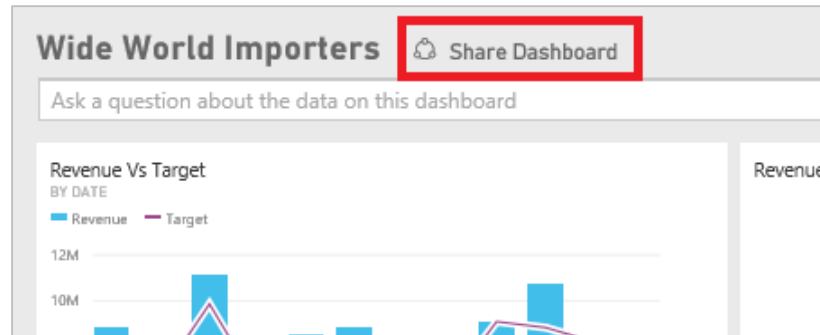 Wide World Importers Share Dashboard
Ask a question about the data on this dashboard
Revenue Vs Target
BY DATE
Revenue Target
12M
10M
Revenue